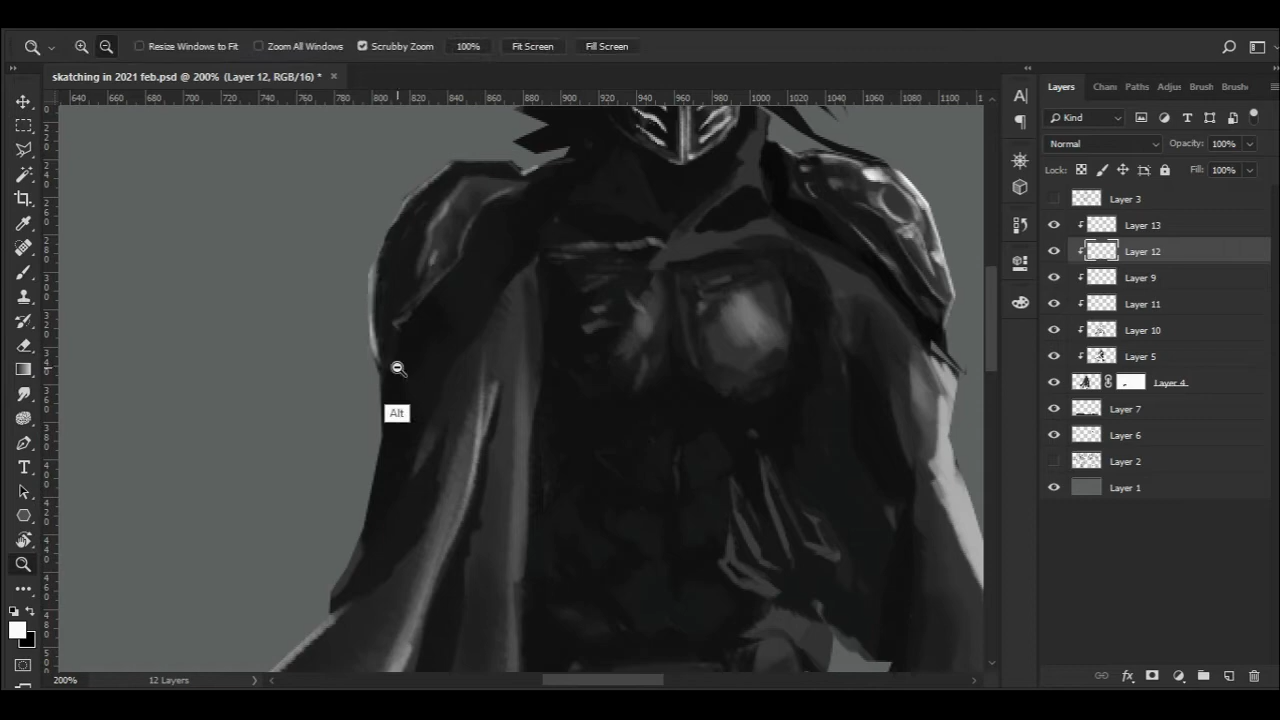 Resize Windows to Fit Zoom All Windows Scrubby Zoom 100% Fit Screen Fill Screen
skatching in 2021 feb.psd @ 200% (Layer 12, RGB/16) *
640 660 680 700 720 740 760 780 800 820 840 860 880 900 920 940 960 980 1000 1020 1040 1060 1080 1100 1
Layers Chann Paths Adjus Brush Brushe
Kind
Normal Opacity: 100%
Lock: Fill: 100%
Layer 3
Layer 13
Layer 12
Layer 9
Layer 11
Layer 10
Layer 5
Layer 4
Layer 7
Layer 6
Layer 2
Layer 1
Alt
200% 12 Layers